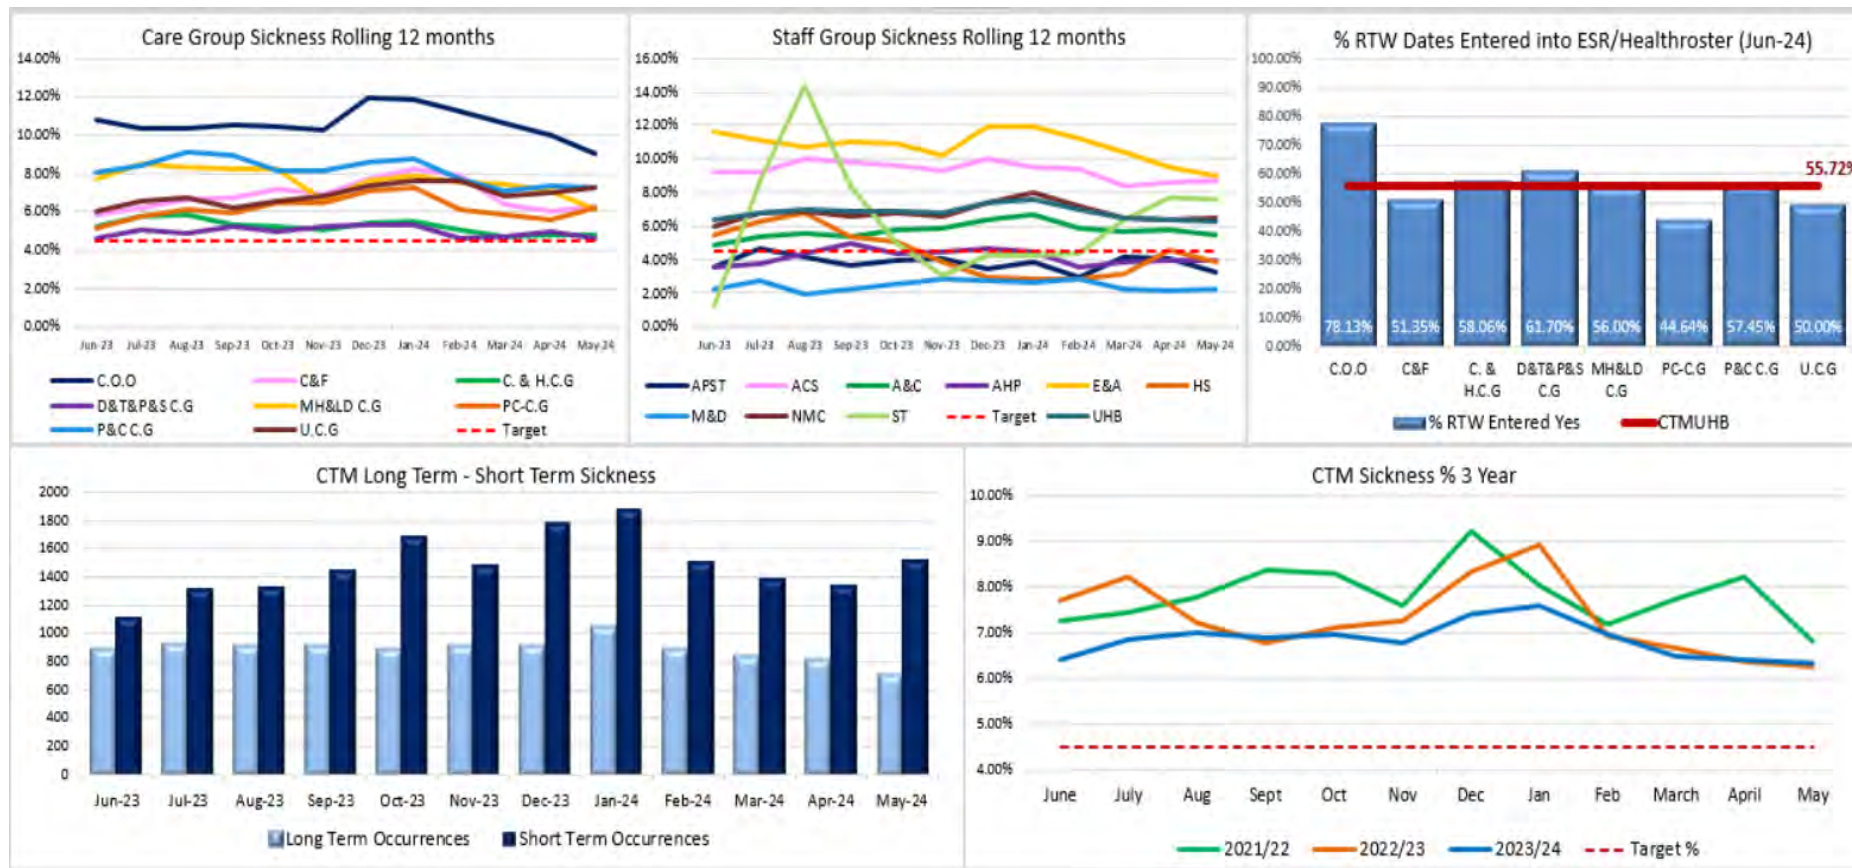 Care Group Sickness Rolling 12 months
14.00%
12.00%
10.00%
8.00%
6.00%
4.00%
2.00%
0.00%
Jun-23 Jul-23 Aug-23 Sep-23 Oct-23 Nov-23 Dec-23 Jan-24 Feb-24 Mar-24 Apr-24 May-24
C.O.O C&F C. & H.C.G
D&T&P&S C.G MH&LD C.G PC-C.G
P&C C.G U.C.G Target
Staff Group Sickness Rolling 12 months
16.00%
14.00%
12.00%
10.00%
8.00%
6.00%
4.00%
2.00%
0.00%
Jun-23 Jul-23 Aug-23 Sep-23 Oct-23 Nov-23 Dec-23 Jan-24 Feb-24 Mar-24 Apr-24 May-24
APST ACS A&C AHP E&A HS
M&D NMC ST Target UHB
% RTW Dates Entered into ESR/Healthroster (Jun-24)
100.00%
90.00%
80.00%
70.00%
60.00%
50.00%
40.00%
30.00%
20.00%
10.00%
0.00%
55.72%
78.13% 51.35% 58.06% 61.70% 56.00% 44.64% 57.45% 50.00%
C.O.O C&F C. & D&T&P&S MH&LD PC-C.G P&C C.G U.C.G
H.C.G C.G C.G
% RTW Entered Yes CTMUHB
CTM Long Term - Short Term Sickness
2000
1800
1600
1400
1200
1000
800
600
400
200
0
Jun-23 Jul-23 Aug-23 Sep-23 Oct-23 Nov-23 Dec-23 Jan-24 Feb-24 Mar-24 Apr-24 May-24
Long Term Occurrences Short Term Occurrences
CTM Sickness % 3 Year
10.00%
9.00%
8.00%
7.00%
6.00%
5.00%
4.00%
June July Aug Sept Oct Nov Dec Jan Feb March April May
2021/22 2022/23 2023/24 Target %